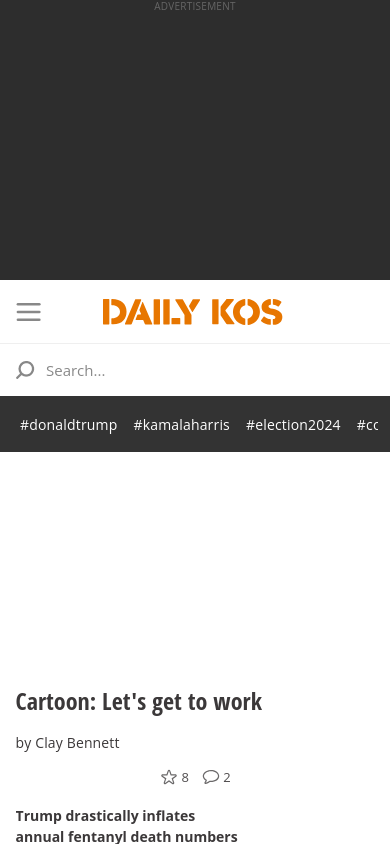 ADVERTISEMENT
DAILY KOS
Search...
#donaldtrump #kamalaharris #election2024
Cartoon: Let's get to work
by Clay Bennett
8 2
Trump drastically inflates
annual fentanyl death numbers